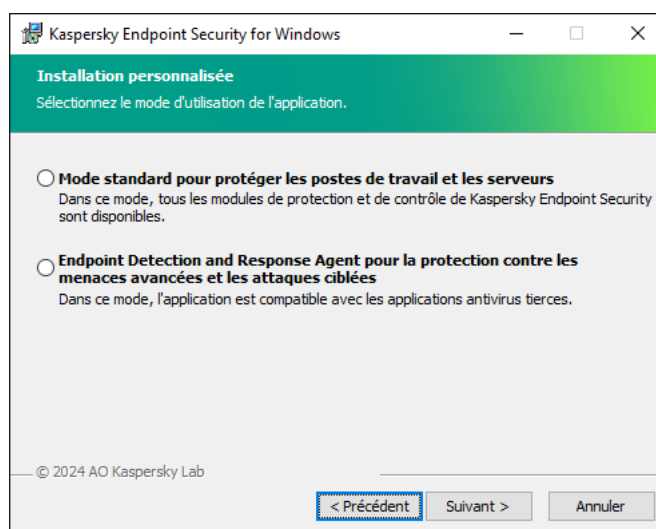 Kaspersky Endpoint Security for Windows
Installation personnalisée
Sélectionnez le mode d'utilisation de l'application.
Mode standard pour protéger les postes de travail et les serveurs
Dans ce mode, tous les modules de protection et de contrôle de Kaspersky Endpoint Security
sont disponibles.
Endpoint Detection and Response Agent pour la protection contre les
menaces avancées et les attaques ciblées
Dans ce mode, l'application est compatible avec les applications antivirus tierces.
© 2024 AO Kaspersky Lab
< Précédent Suivant > Annuler